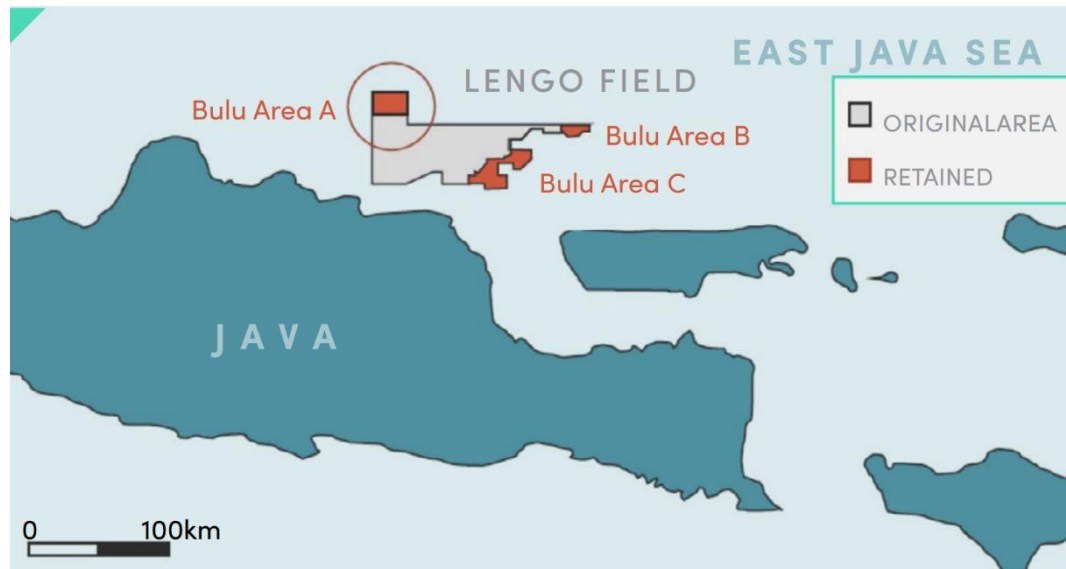 EAST JAVA SEA
LENGO FIELD
Bulu Area A
ORIGINALAREA
Bulu Area B
RETAINED
Bulu Area C
JAVA
0 100km